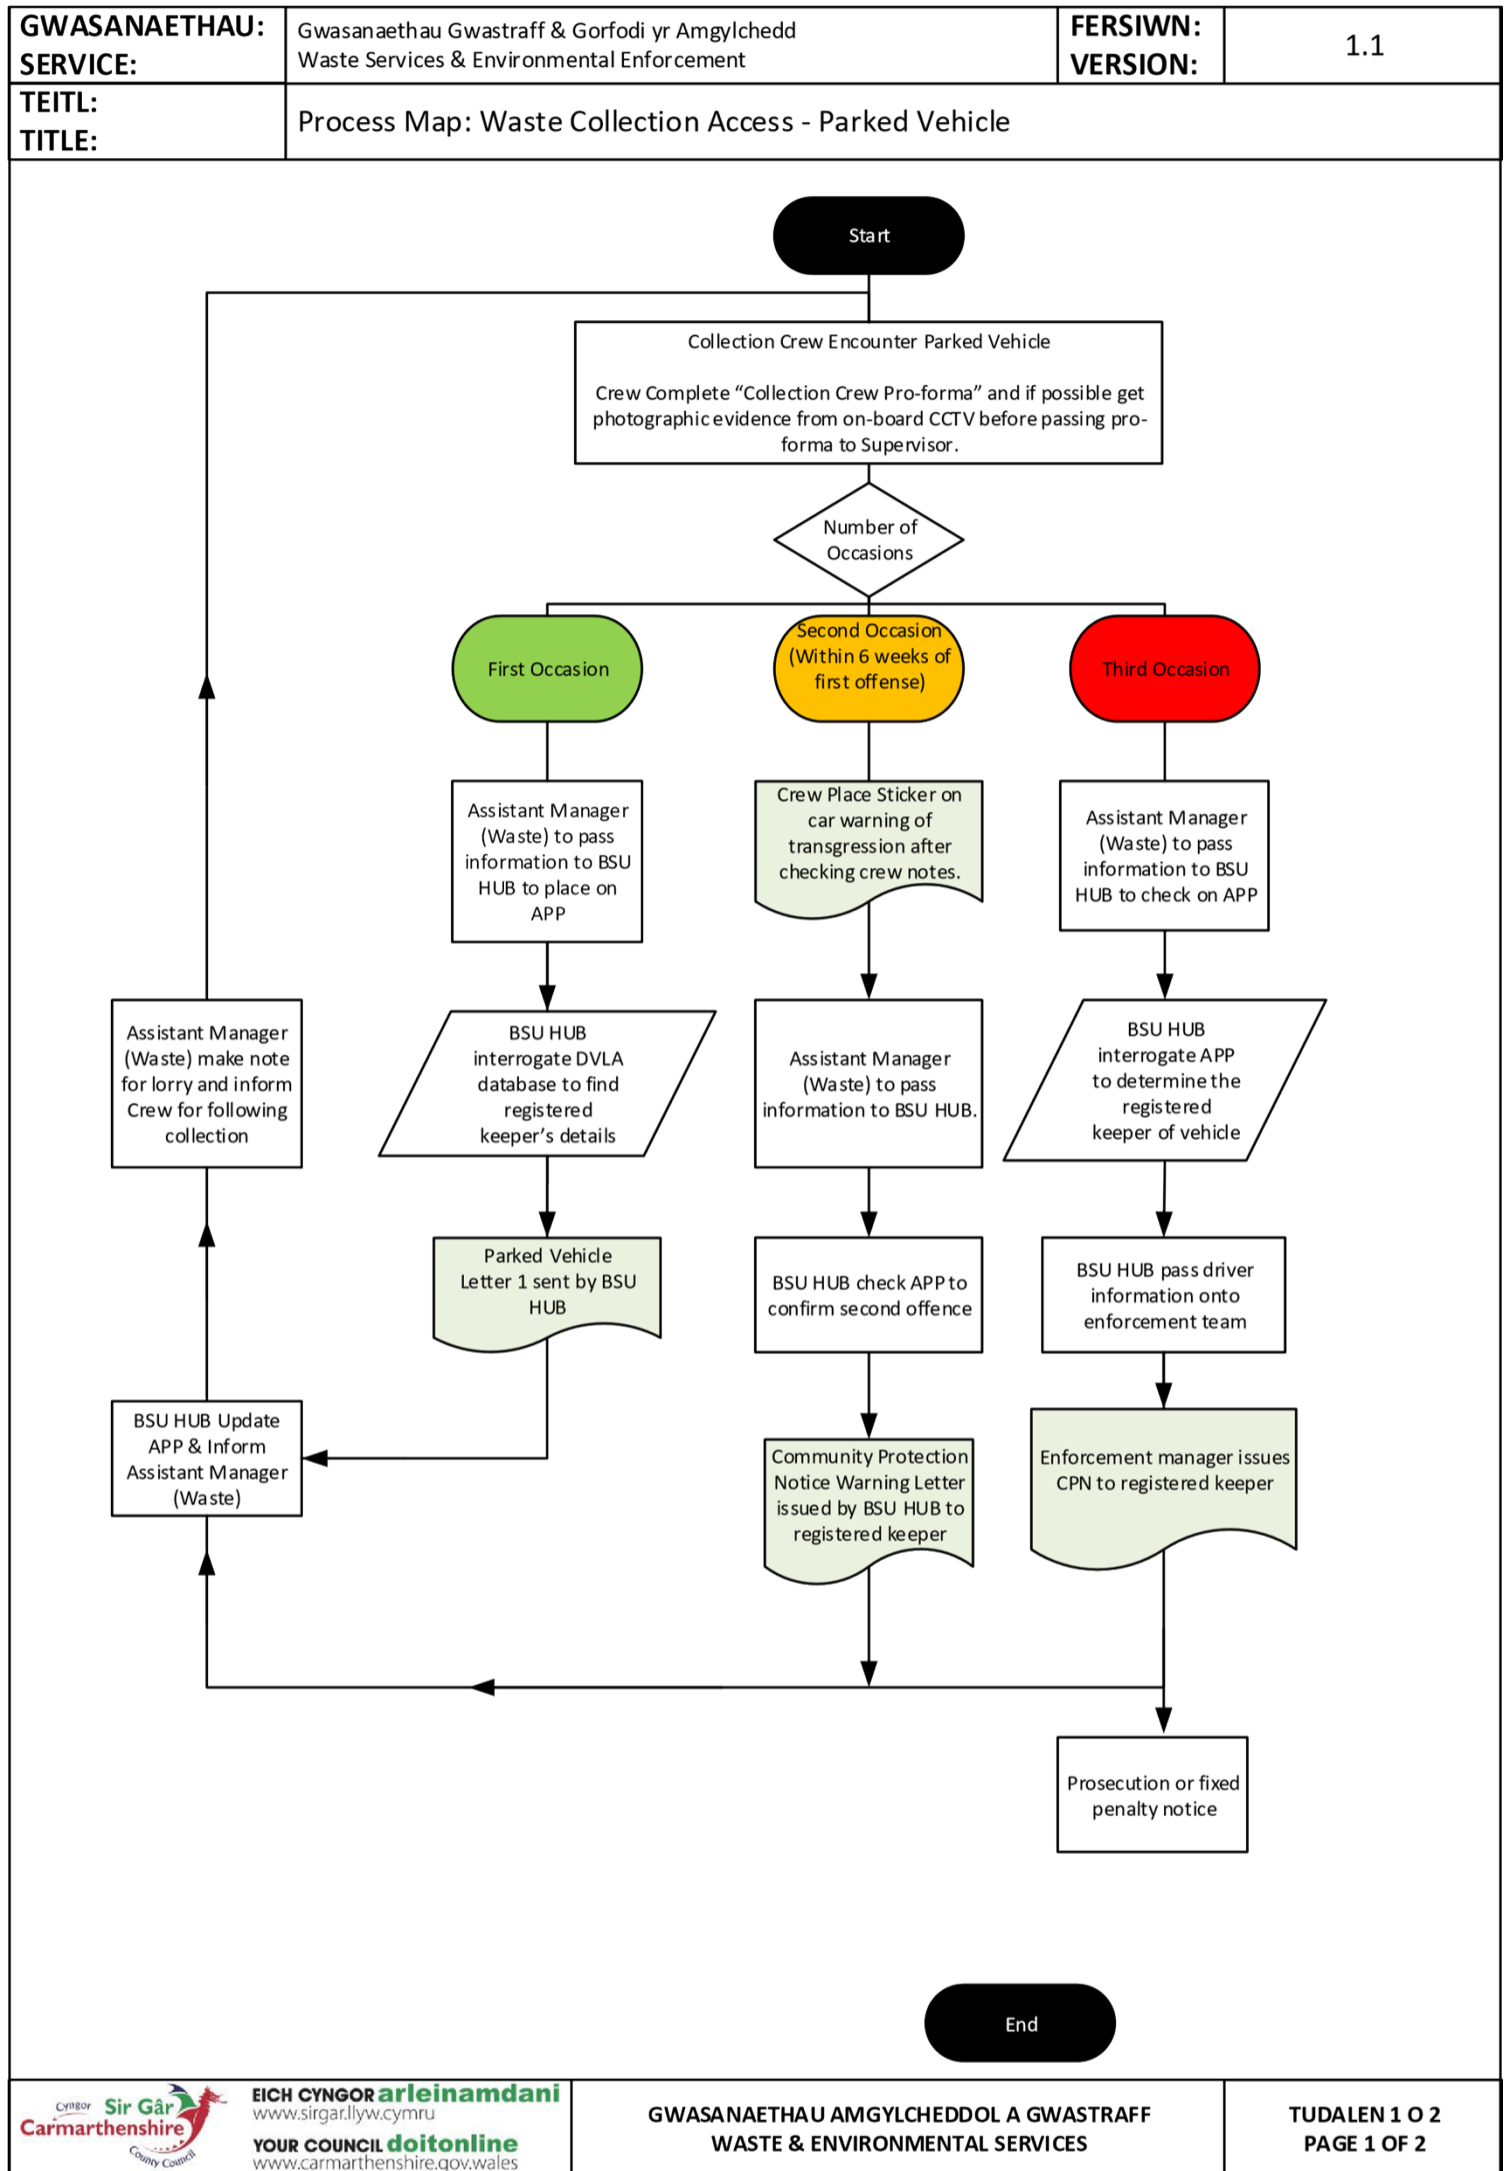 GWASANAETHAU:
SERVICE:
Gwasanaethau Gwastraff & Gorfodi yr Amgylchedd
Waste Services & Environmental Enforcement
FERSIWN:
VERSION:
1.1
TEITL:
TITLE:
Process Map: Waste Collection Access - Parked Vehicle
Start
Collection Crew Encounter Parked Vehicle
Crew Complete “Collection Crew Pro-forma” and if possible get
photographic evidence from on-board CCTV before passing pro-
forma to Supervisor.
Number of
Occasions
First Occasion
Second Occasion
(Within 6 weeks of
first offense)
Third Occasion
Assistant Manager
(Waste) to pass
information to BSU
HUB to place on
APP
Crew Place Sticker on
car warning of
transgression after
checking crew notes.
Assistant Manager
(Waste) to pass
information to BSU
HUB to check on APP
Assistant Manager
(Waste) make note
for lorry and inform
Crew for following
collection
BSU HUB
interrogate DVLA
database to find
registered
keeper’s details
Assistant Manager
(Waste) to pass
information to BSU HUB.
BSU HUB
interrogate APP
to determine the
registered
keeper of vehicle
Parked Vehicle
Letter 1 sent by BSU
HUB
BSU HUB check APP to
confirm second offence
BSU HUB pass driver
information onto
enforcement team
BSU HUB Update
APP & Inform
Assistant Manager
(Waste)
Community Protection
Notice Warning Letter
issued by BSU HUB to
registered keeper
Enforcement manager issues
CPN to registered keeper
Prosecution or fixed
penalty notice
End
Cyngor Sir Gâr
Carmarthenshire
County Council
EICH CYNGOR arleinamdani
www.sirgar.llyw.cymru
YOUR COUNCIL doitonline
www.carmarthenshire.gov.wales
GWASANAETHAU AMGYLCHEDDOL A GWASTRAFF
WASTE & ENVIRONMENTAL SERVICES
TUDALEN 1 O 2
PAGE 1 OF 2